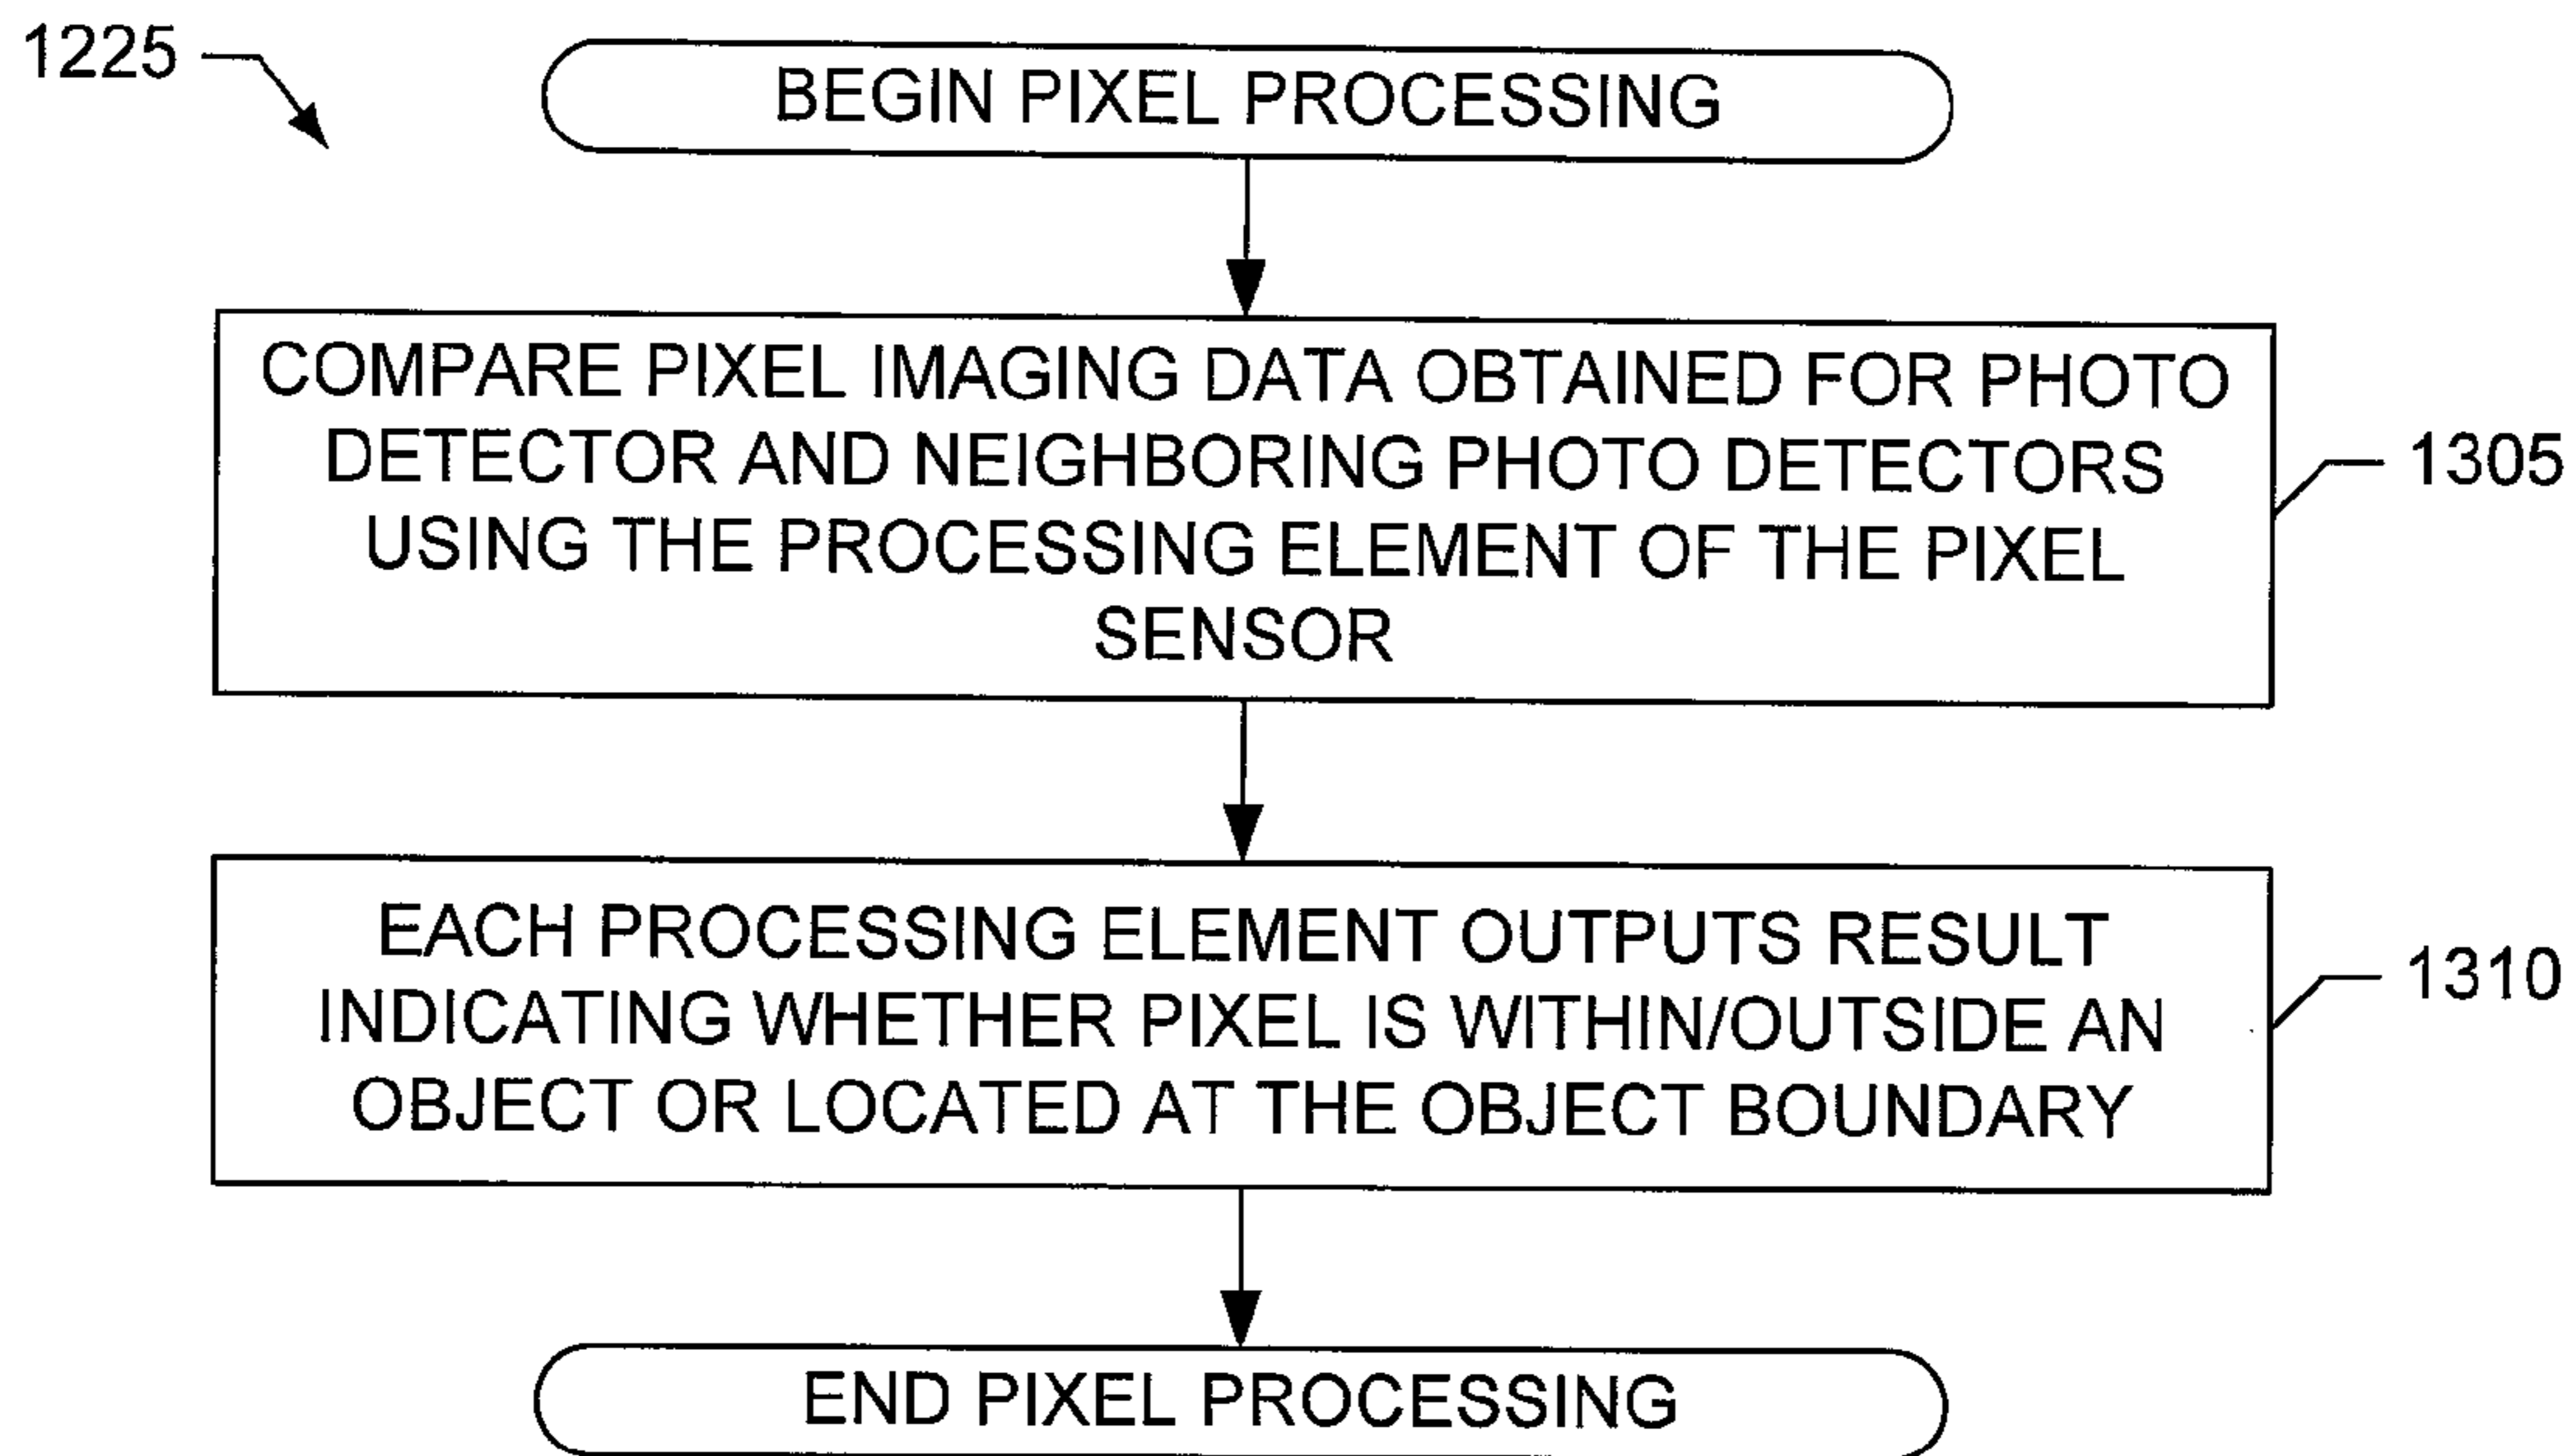 1225
BEGIN PIXEL PROCESSING
COMPARE PIXEL IMAGING DATA OBTAINED FOR PHOTO
DETECTOR AND NEIGHBORING PHOTO DETECTORS
USING THE PROCESSING ELEMENT OF THE PIXEL
SENSOR
1305
EACH PROCESSING ELEMENT OUTPUTS RESULT
INDICATING WHETHER PIXEL IS WITHIN/OUTSIDE AN
OBJECT OR LOCATED AT THE OBJECT BOUNDARY
1310
END PIXEL PROCESSING